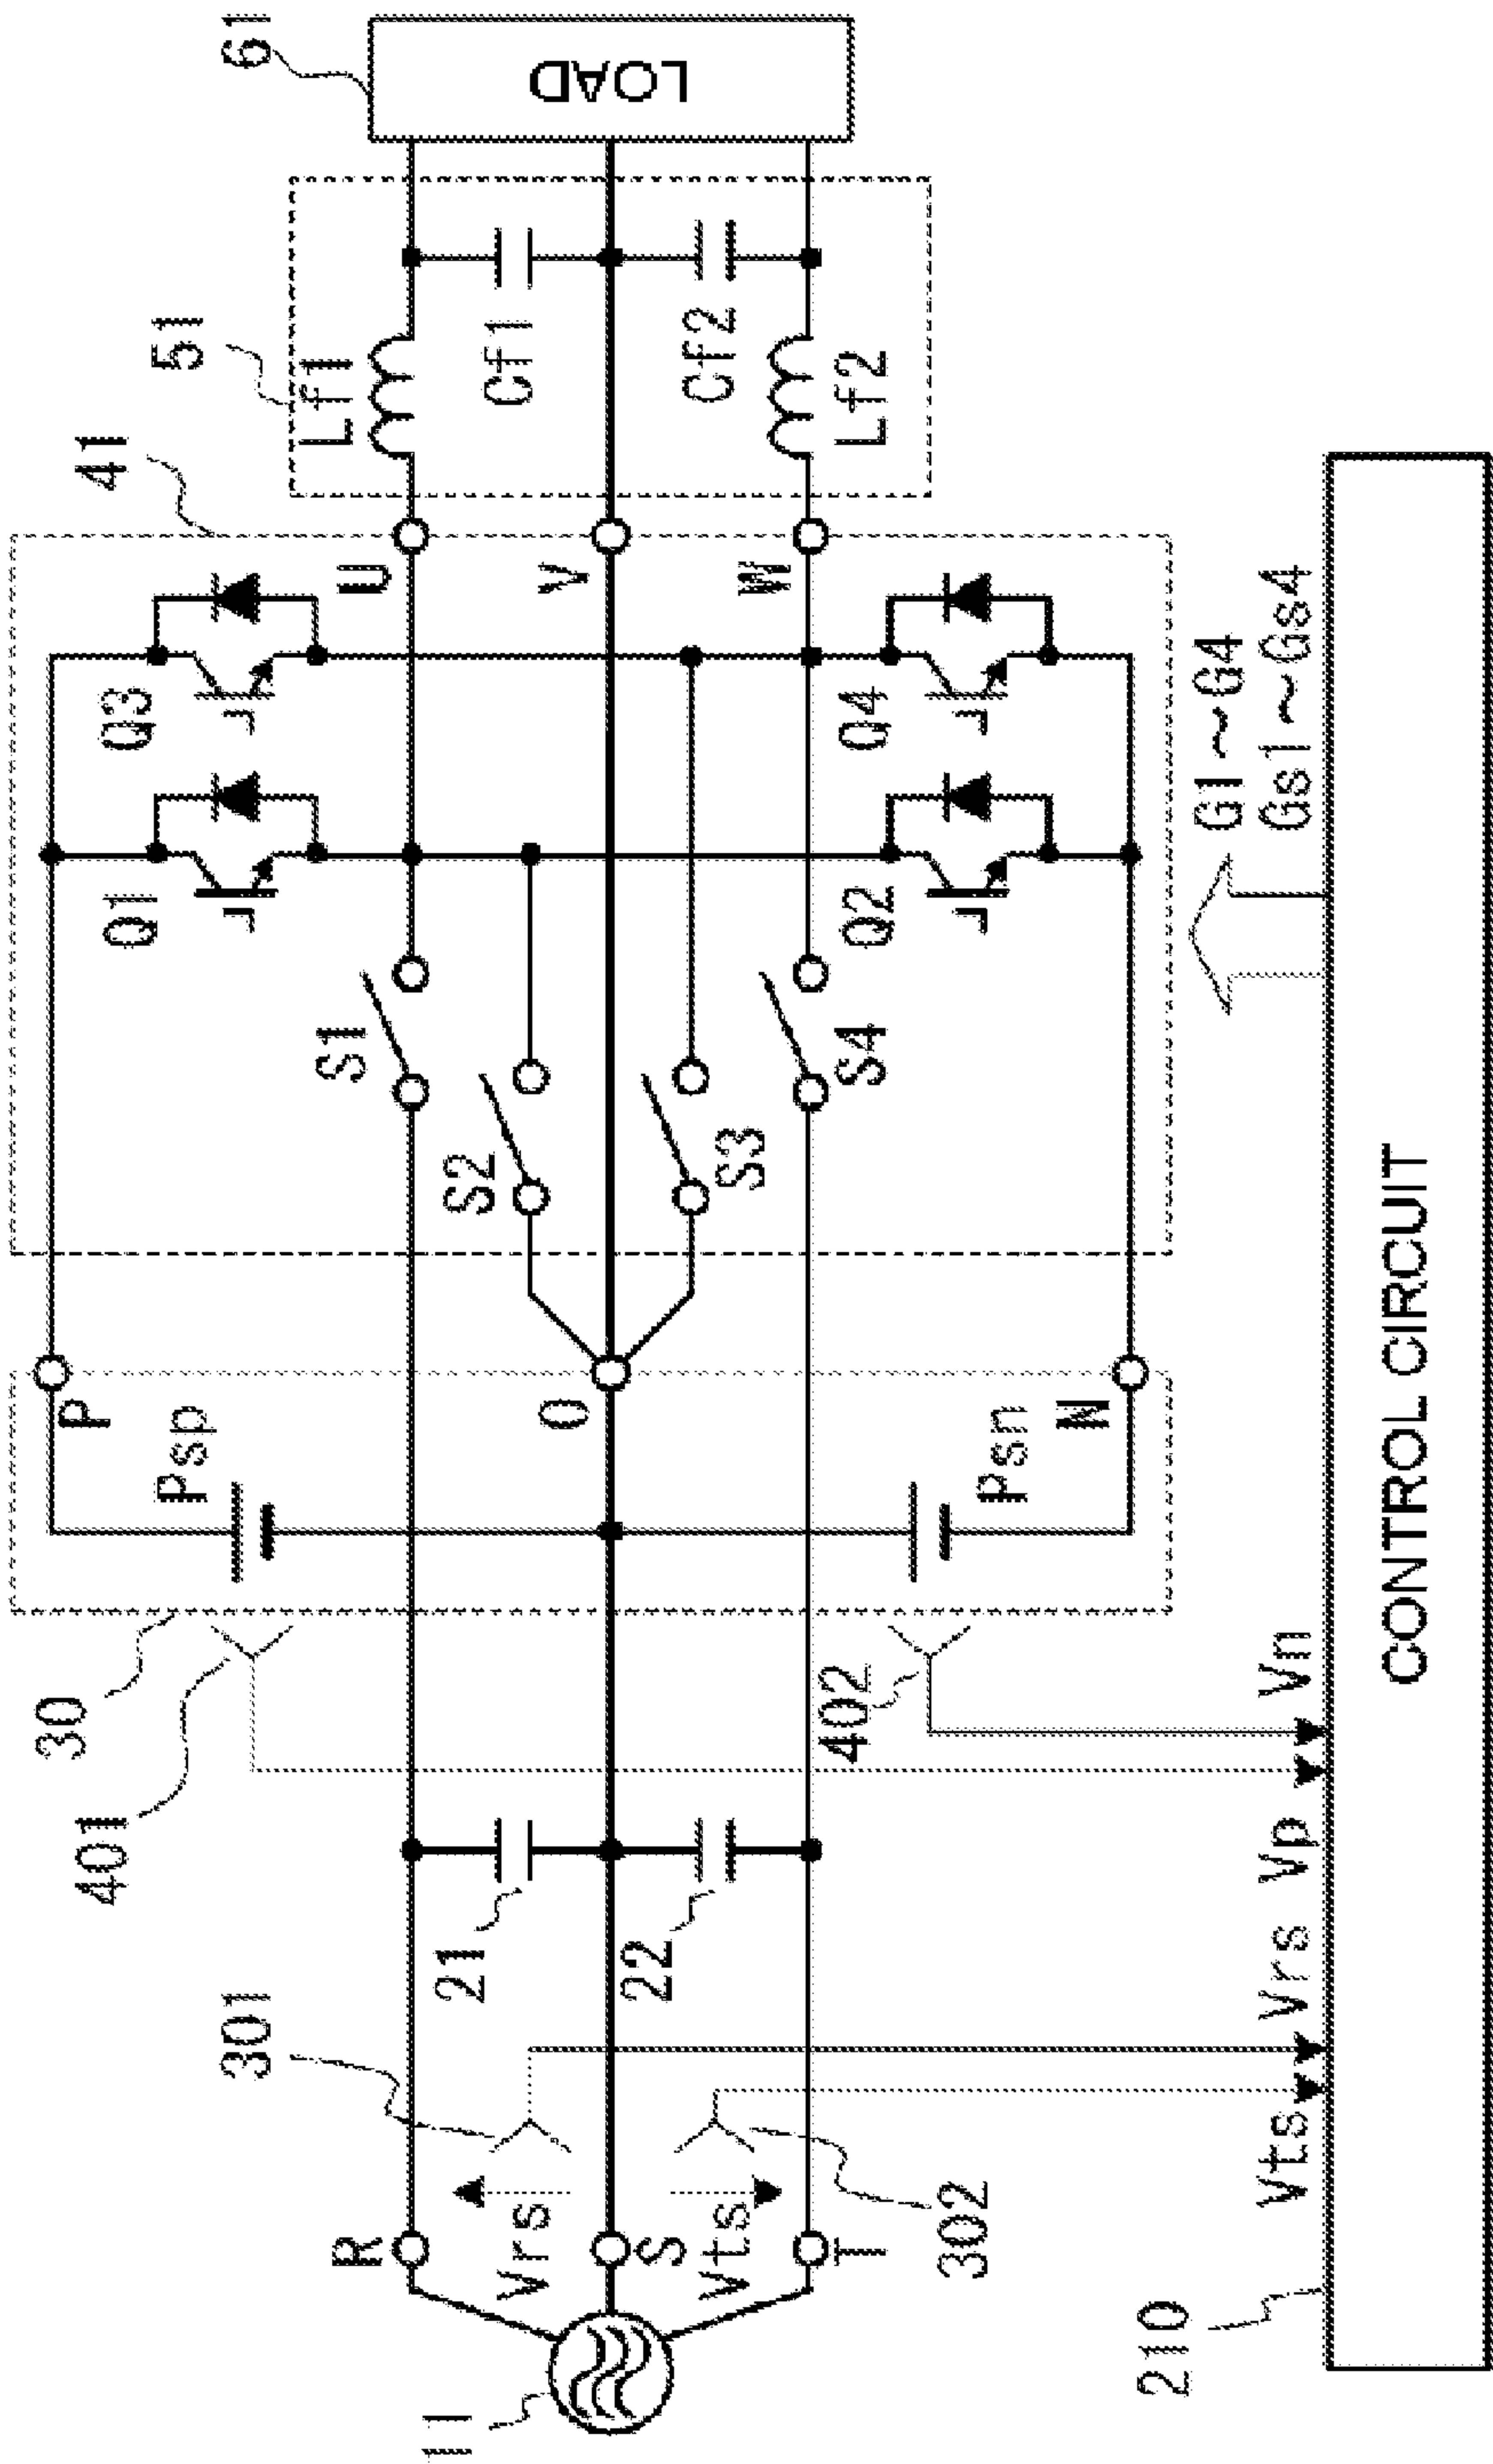 11
R
S
T
Vrs
Vts
301
302
21
22
30
401
402
Psp
Psn
P
O
N
41
S1
S2
S3
S4
Q1
Q3
Q2
Q4
U
V
W
51
Lf1
Cf1
Cf2
Lf2
61
LOAD
G1~G4
Gs1~Gs4
Vts Vrs Vp Vn
210
CONTROL CIRCUIT